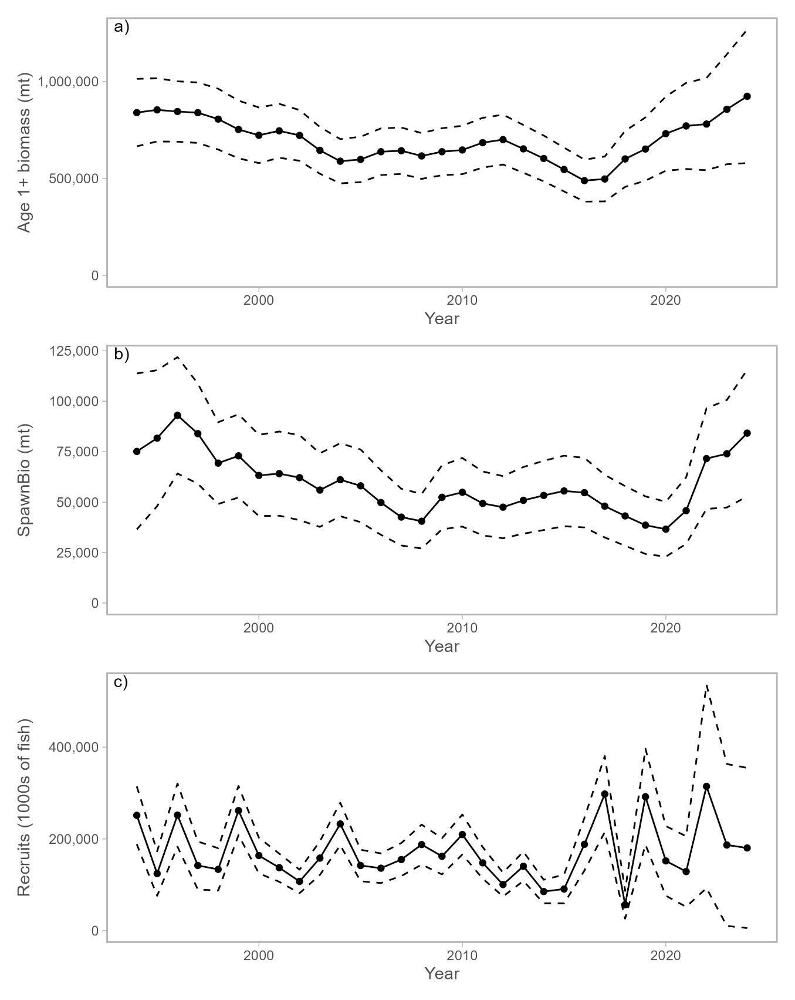 a)
Age 1+ biomass (mt)
1,000,000
500,000
0
2000 2010 2020
Year
b)
SpawnBio (mt)
125,000
100,000
75,000
50,000
25,000
0
2000 2010 2020
Year
c)
Recruits (1000s of fish)
400,000
200,000
0
2000 2010 2020
Year